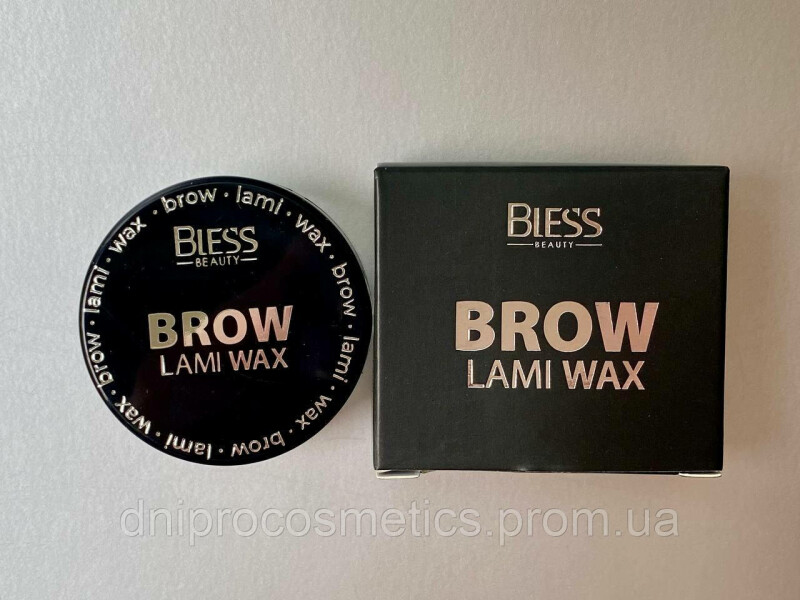 brow · lami · wax · brow · lami · wax · brow · lami · wax · brow · lami · wax ·
BLESS
BEAUTY
BROW
LAMI WAX
BLESS
BEAUTY
BROW
LAMI WAX
dniprocosmetics.prom.ua